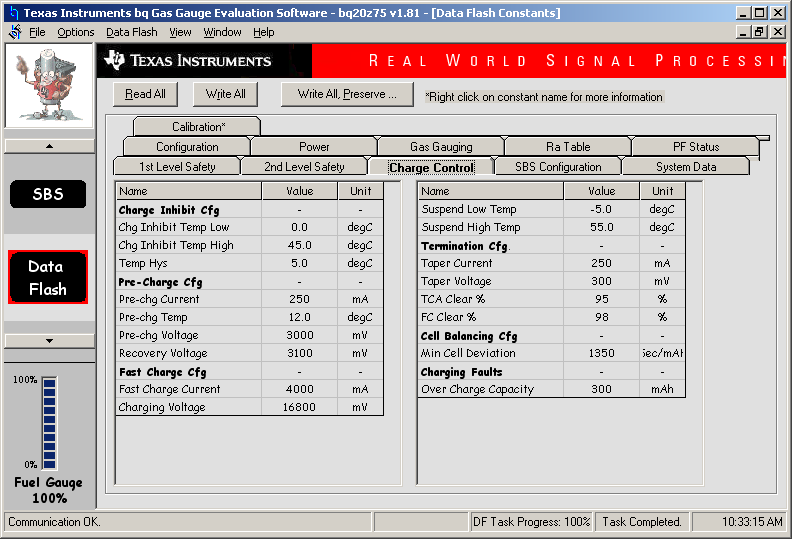 Texas Instruments bq Gas Gauge Evaluation Software - bq20z75 v1.81 - [Data Flash Constants]
File Options Data Flash View Window Help
TEXAS INSTRUMENTS REAL WORLD SIGNAL PROCESSIN
Read All Write All Write All, Preserve ... *Right click on constant name for more information
Calibration*
Configuration Power Gas Gauging Ra Table PF Status
1st Level Safety 2nd Level Safety Charge Control SBS Configuration System Data
SBS
Data
Flash
100%
0%
Fuel Gauge
100%
Name Value Unit
Charge Inhibit Cfg - -
Chg Inhibit Temp Low 0.0 degC
Chg Inhibit Temp High 45.0 degC
Temp Hys 5.0 degC
Pre-Charge Cfg - -
Pre-chg Current 250 mA
Pre-chg Temp 12.0 degC
Pre-chg Voltage 3000 mV
Recovery Voltage 3100 mV
Fast Charge Cfg - -
Fast Charge Current 4000 mA
Charging Voltage 16800 mV
Name Value Unit
Suspend Low Temp -5.0 degC
Suspend High Temp 55.0 degC
Termination Cfg. - -
Taper Current 250 mA
Taper Voltage 300 mV
TCA Clear % 95 %
FC Clear % 98 %
Cell Balancing Cfg - -
Min Cell Deviation 1350 Sec/mAh
Charging Faults - -
Over Charge Capacity 300 mAh
Communication OK. DF Task Progress: 100% Task Completed. 10:33:15 AM